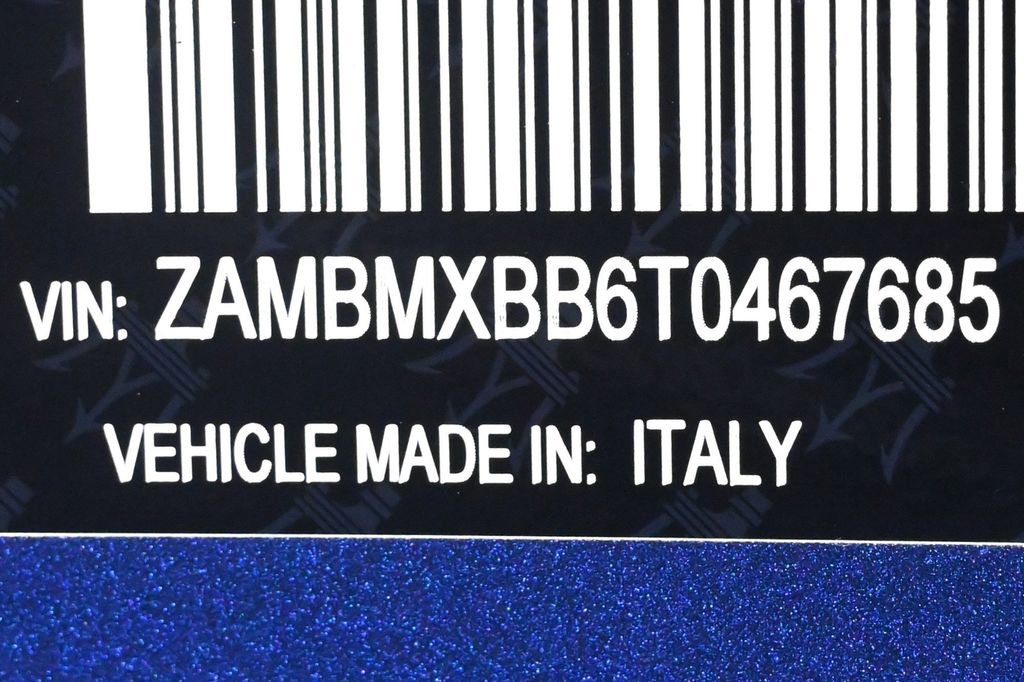 VIN: ZAMBMXBB6T0467685
VEHICLE MADE IN: ITALY